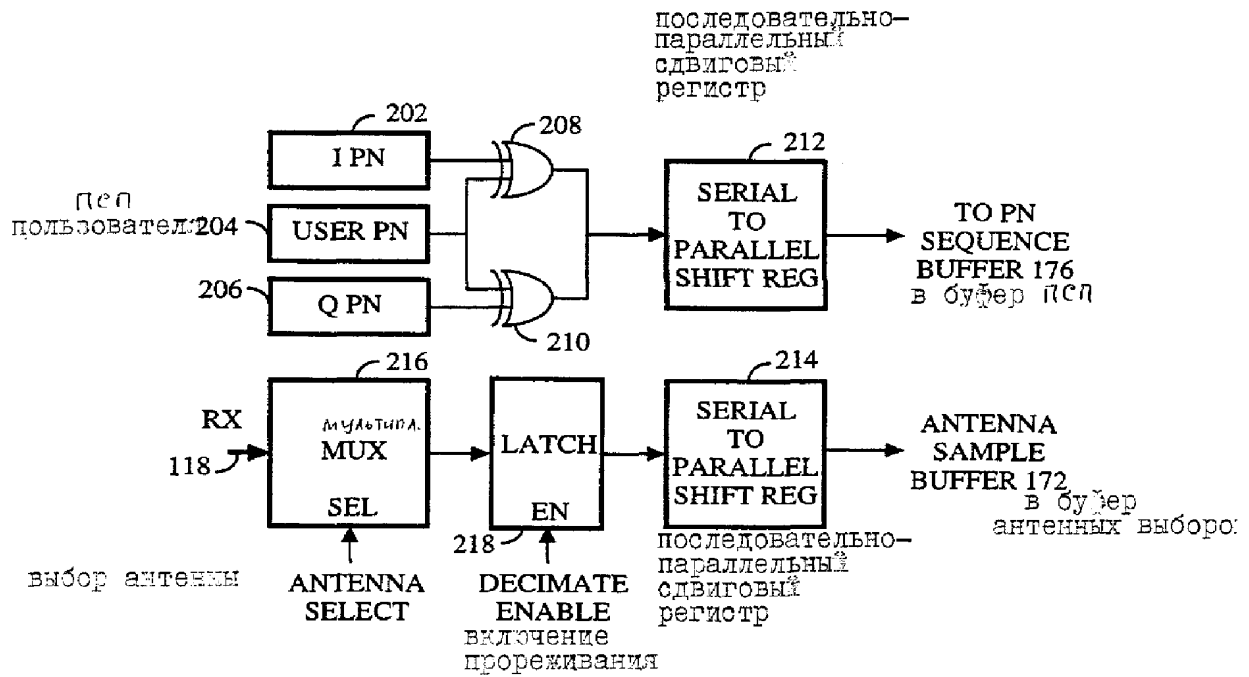 последовательно-
параллельный
сдвиговый
регистр
202
208
212
I PN
SERIAL
TO
PARALLEL
SHIFT REG
псп
пользователя
204
USER PN
TO PN
SEQUENCE
BUFFER 176
в буфер псп
206
Q PN
210
216
214
RX
118
мультипл.
MUX
SEL
LATCH
EN
218
SERIAL
TO
PARALLEL
SHIFT REG
ANTENNA
SAMPLE
BUFFER 172
в буфер
антенных выборо
последовательно-
параллельный
сдвиговый
регистр
выбор антенны
ANTENNA
SELECT
DECIMATE
ENABLE
включение
прореживания